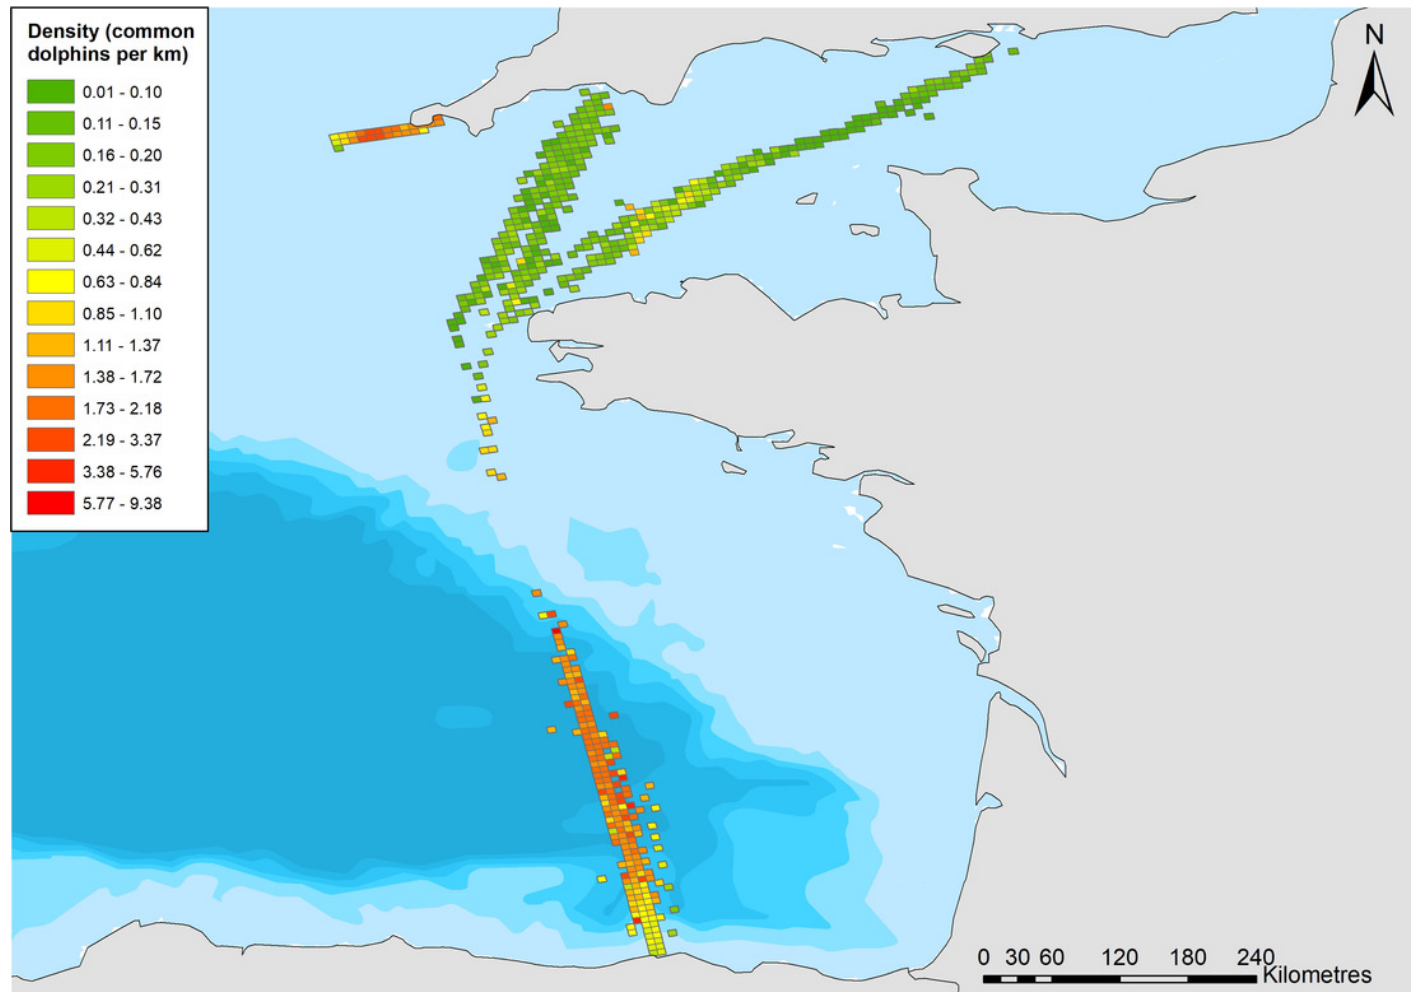 Density (common
dolphins per km)
0.01 - 0.10
0.11 - 0.15
0.16 - 0.20
0.21 - 0.31
0.32 - 0.43
0.44 - 0.62
0.63 - 0.84
0.85 - 1.10
1.11 - 1.37
1.38 - 1.72
1.73 - 2.18
2.19 - 3.37
3.38 - 5.76
5.77 - 9.38
N
0 30 60 120 180 240
Kilometres